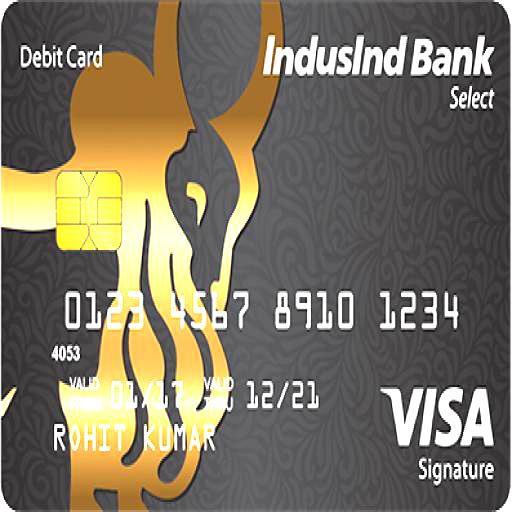 Debit Card
IndusInd Bank
Select
0123 4567 8910 1234
4053
VALID VALID
01/17 12/21
ROHIT KUMAR
VISA
Signature